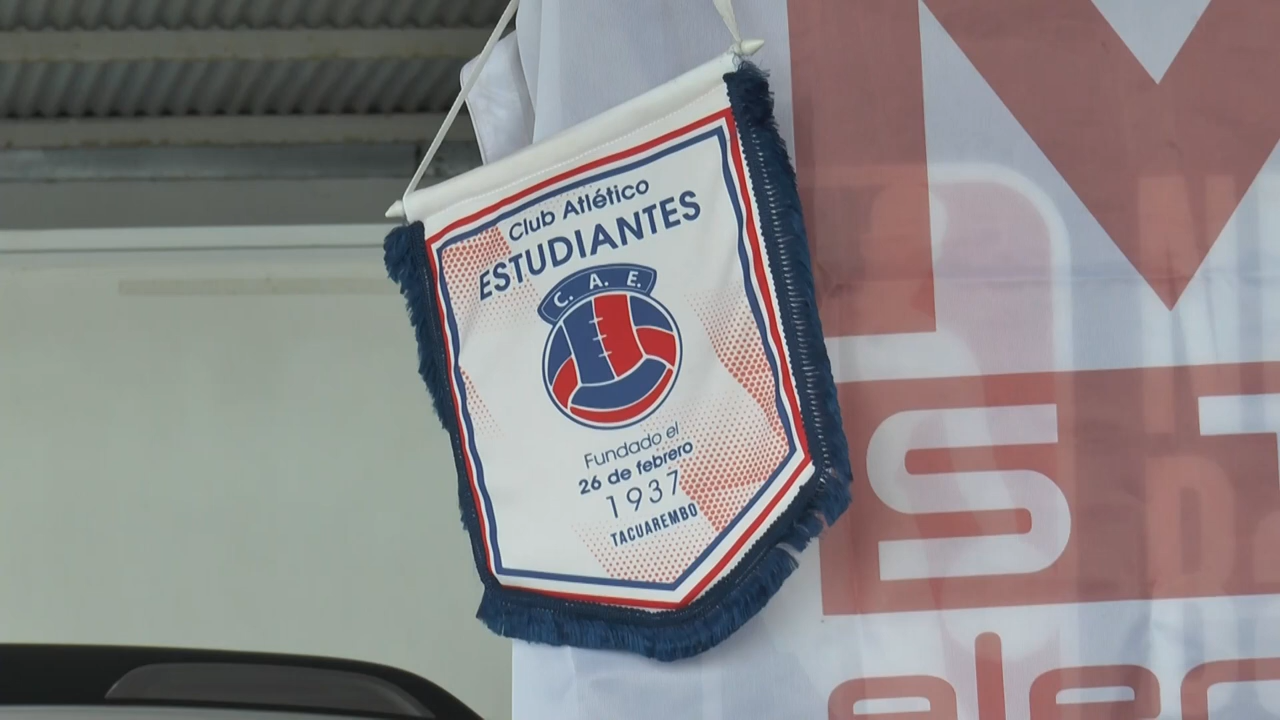 Club Atlético
ESTUDIANTES
C. A. E.
Fundado el
26 de febrero
1937
TACUAREMBO